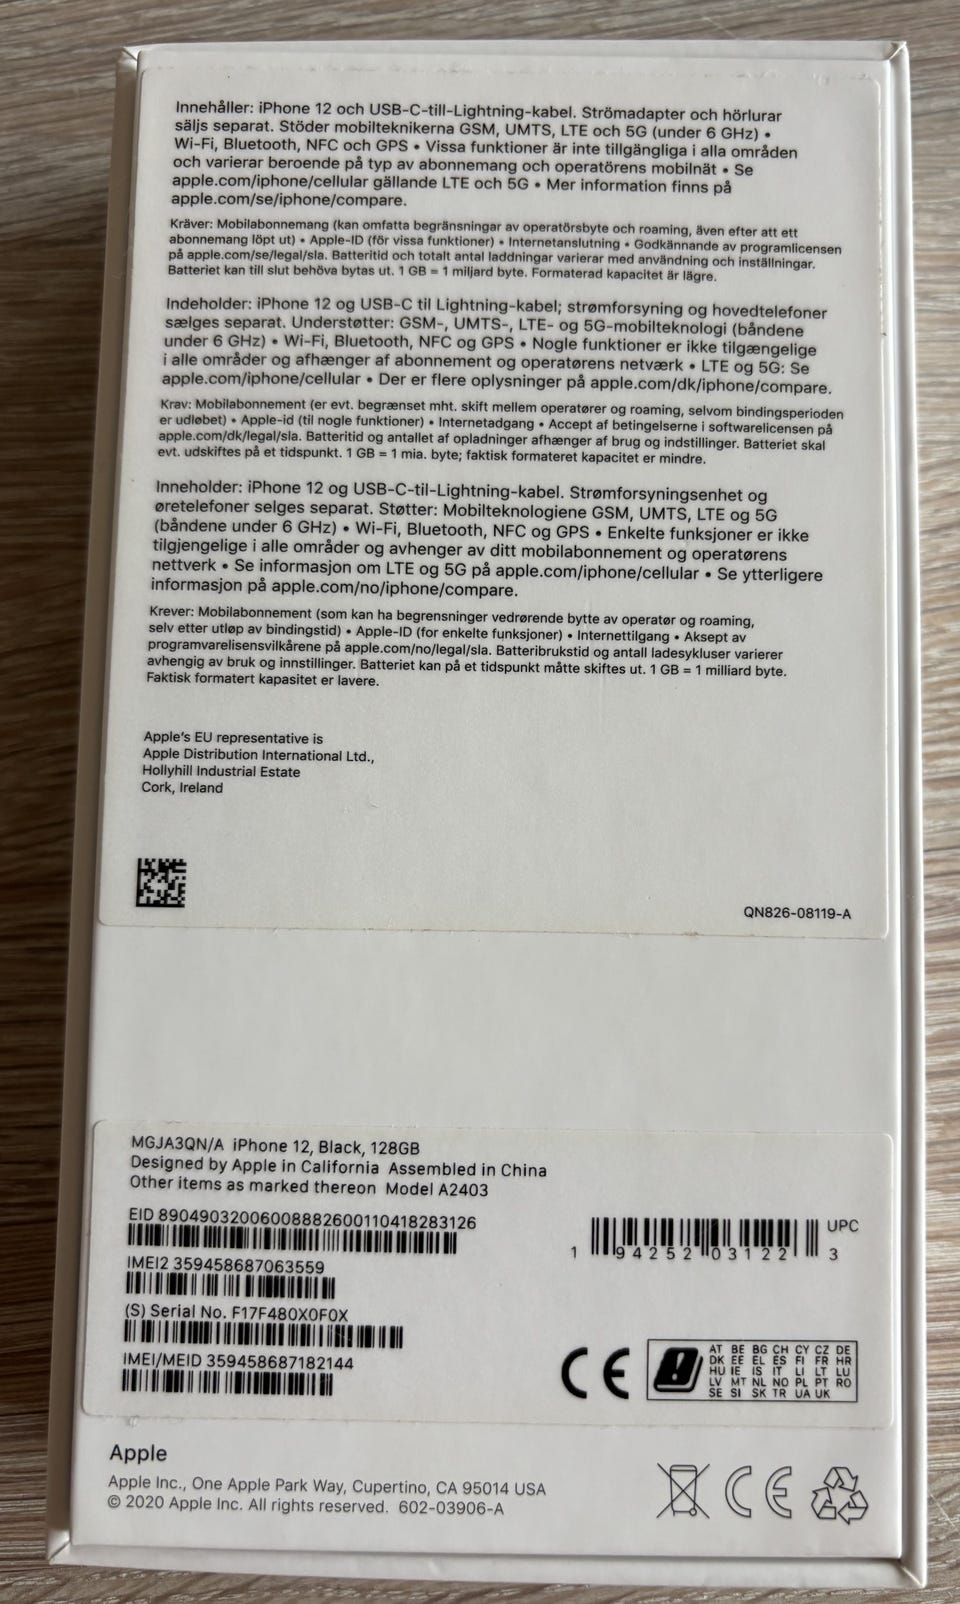 Innehåller: iPhone 12 och USB-C-till-Lightning-kabel. Strömadapter och hörlurar
säljs separat. Stöder mobilteknikerna GSM, UMTS, LTE och 5G (under 6 GHz) •
Wi-Fi, Bluetooth, NFC och GPS • Vissa funktioner är inte tillgängliga i alla områden
och varierar beroende på typ av abonnemang och operatörens mobilnät • Se
apple.com/iphone/cellular gällande LTE och 5G • Mer information finns på
apple.com/se/iphone/compare.
Kräver: Mobilabonnemang (kan omfatta begränsningar av operatörsbyte och roaming, även efter att ett
abonnemang löpt ut) • Apple-ID (för vissa funktioner) • Internetanslutning • Godkännande av programlicensen
på apple.com/se/legal/sla. Batteritid och totalt antal laddningar varierar med användning och inställningar.
Batteriet kan till slut behöva bytas ut. 1 GB = 1 miljard byte. Formaterad kapacitet är lägre.
Indeholder: iPhone 12 og USB-C til Lightning-kabel; strømforsyning og hovedtelefoner
sælges separat. Understøtter: GSM-, UMTS-, LTE- og 5G-mobilteknologi (båndene
under 6 GHz) • Wi-Fi, Bluetooth, NFC og GPS • Nogle funktioner er ikke tilgængelige
i alle områder og afhænger af abonnement og operatørens netværk • LTE og 5G: Se
apple.com/iphone/cellular • Der er flere oplysninger på apple.com/dk/iphone/compare.
Krav: Mobilabonnement (er evt. begrænset mht. skift mellem operatører og roaming, selvom bindingsperioden
er udløbet) • Apple-id (til nogle funktioner) • Internetadgang • Accept af betingelserne i softwarelicensen på
apple.com/dk/legal/sla. Batteritid og antallet af opladninger afhænger af brug og indstillinger. Batteriet skal
evt. udskiftes på et tidspunkt. 1 GB = 1 mia. byte; faktisk formateret kapacitet er mindre.
Inneholder: iPhone 12 og USB-C-til-Lightning-kabel. Strømforsyningsenhet og
øretelefoner selges separat. Støtter: Mobilteknologiene GSM, UMTS, LTE og 5G
(båndene under 6 GHz) • Wi-Fi, Bluetooth, NFC og GPS • Enkelte funksjoner er ikke
tilgjengelige i alle områder og avhenger av ditt mobilabonnement og operatørens
nettverk • Se informasjon om LTE og 5G på apple.com/iphone/cellular • Se ytterligere
informasjon på apple.com/no/iphone/compare.
Krever: Mobilabonnement (som kan ha begrensninger vedrørende bytte av operatør og roaming,
selv etter utløp av bindingstid) • Apple-ID (for enkelte funksjoner) • Internettilgang • Aksept av
programvarelisensvilkårene på apple.com/no/legal/sla. Batteribrukstid og antall ladesykluser varierer
avhengig av bruk og innstillinger. Batteriet kan på et tidspunkt måtte skiftes ut. 1 GB = 1 milliard byte.
Faktisk formatert kapasitet er lavere.
Apple's EU representative is
Apple Distribution International Ltd.,
Hollyhill Industrial Estate
Cork, Ireland
QN826-08119-A
MGJA3QN/A iPhone 12, Black, 128GB
Designed by Apple in California Assembled in China
Other items as marked thereon Model A2403
EID 89049032006008882600110418283126
UPC
1 94252 03122 3
IMEI2 359458687063559
(S) Serial No. F17F480X0F0X
IMEI/MEID 359458687182144
CE
AT BE BG CH CY CZ DE
DK EE EL ES FI FR HR
HU IE IS IT LI LT LU
LV MT NL NO PL PT RO
SE SI SK TR UA UK
Apple
Apple Inc., One Apple Park Way, Cupertino, CA 95014 USA
© 2020 Apple Inc. All rights reserved. 602-03906-A
CE